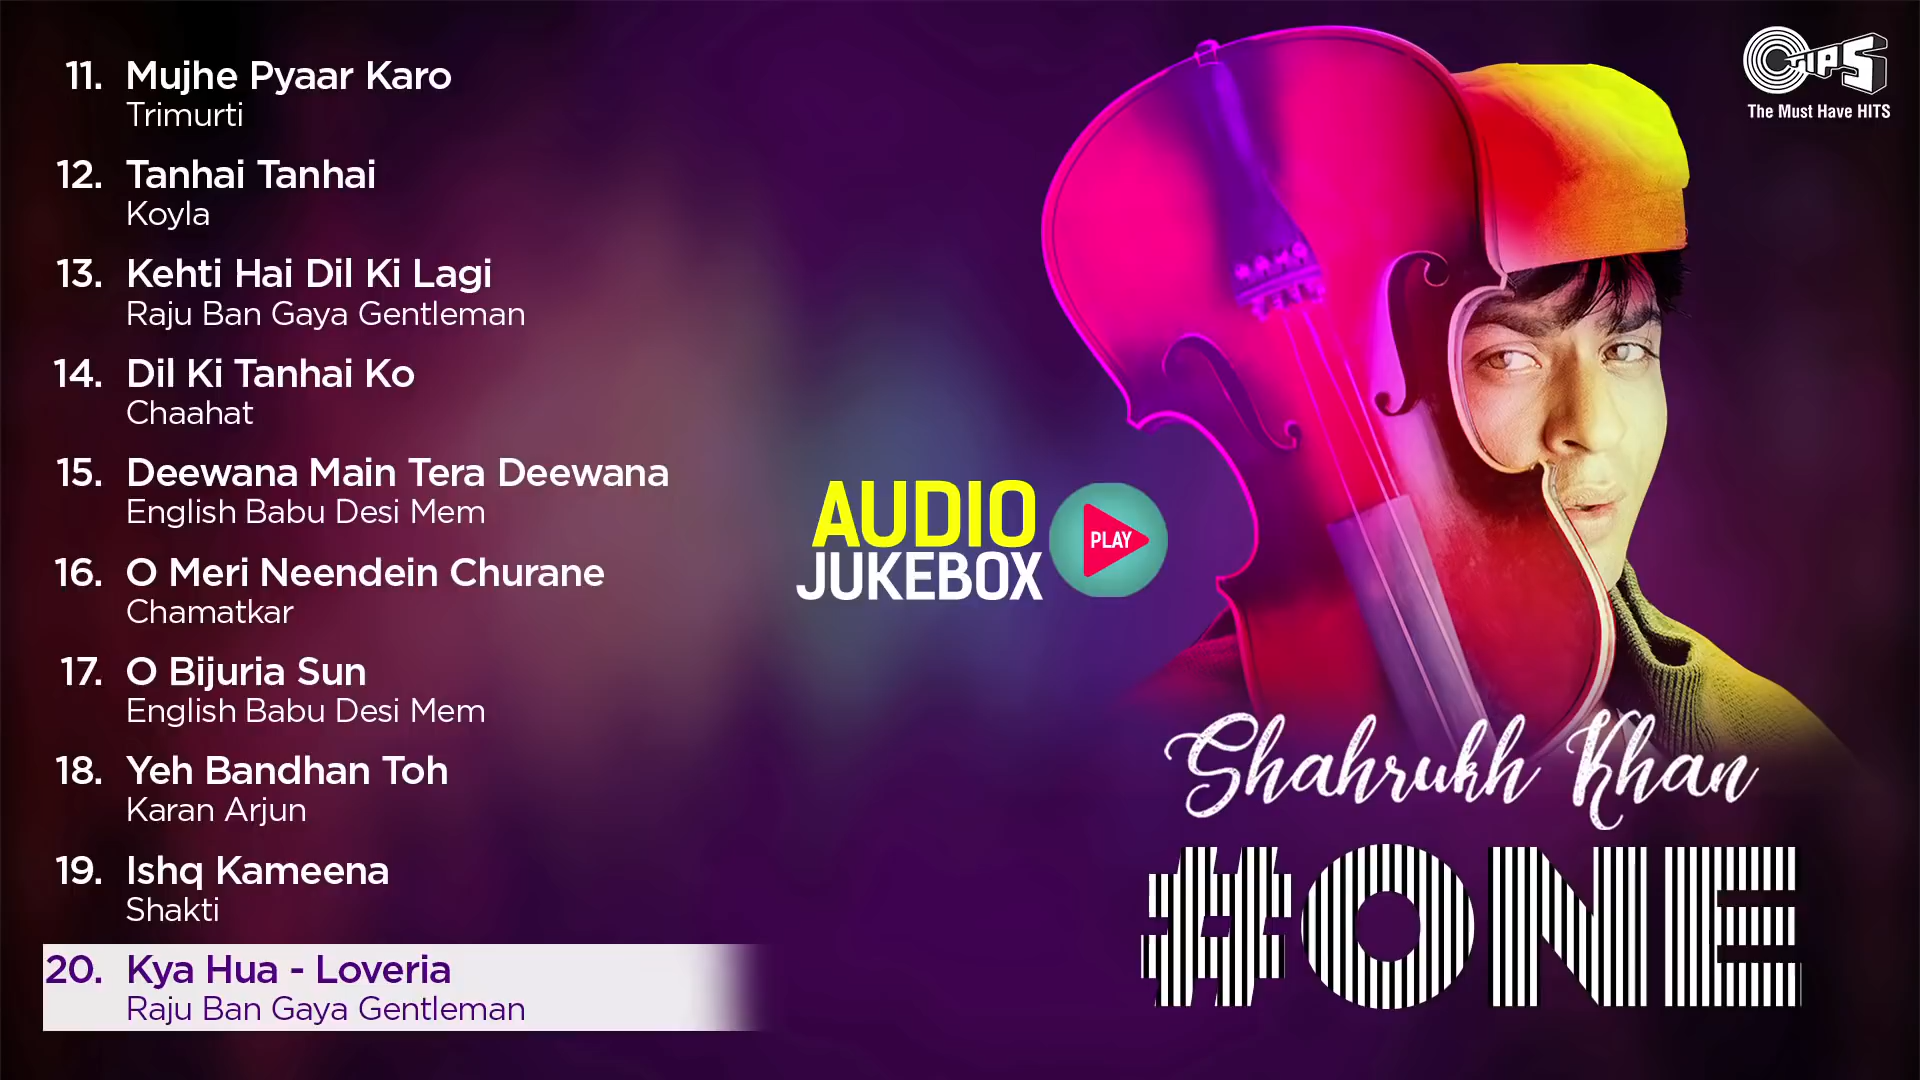 11. Mujhe Pyaar Karo
Trimurti
12. Tanhai Tanhai
Koyla
13. Kehti Hai Dil Ki Lagi
Raju Ban Gaya Gentleman
14. Dil Ki Tanhai Ko
Chaahat
15. Deewana Main Tera Deewana
English Babu Desi Mem
16. O Meri Neendein Churane
Chamatkar
17. O Bijuria Sun
English Babu Desi Mem
18. Yeh Bandhan Toh
Karan Arjun
19. Ishq Kameena
Shakti
20. Kya Hua - Loveria
Raju Ban Gaya Gentleman
AUDIO
JUKEBOX
PLAY
TIPS
The Must Have HITS
Shahrukh Khan
#ONE